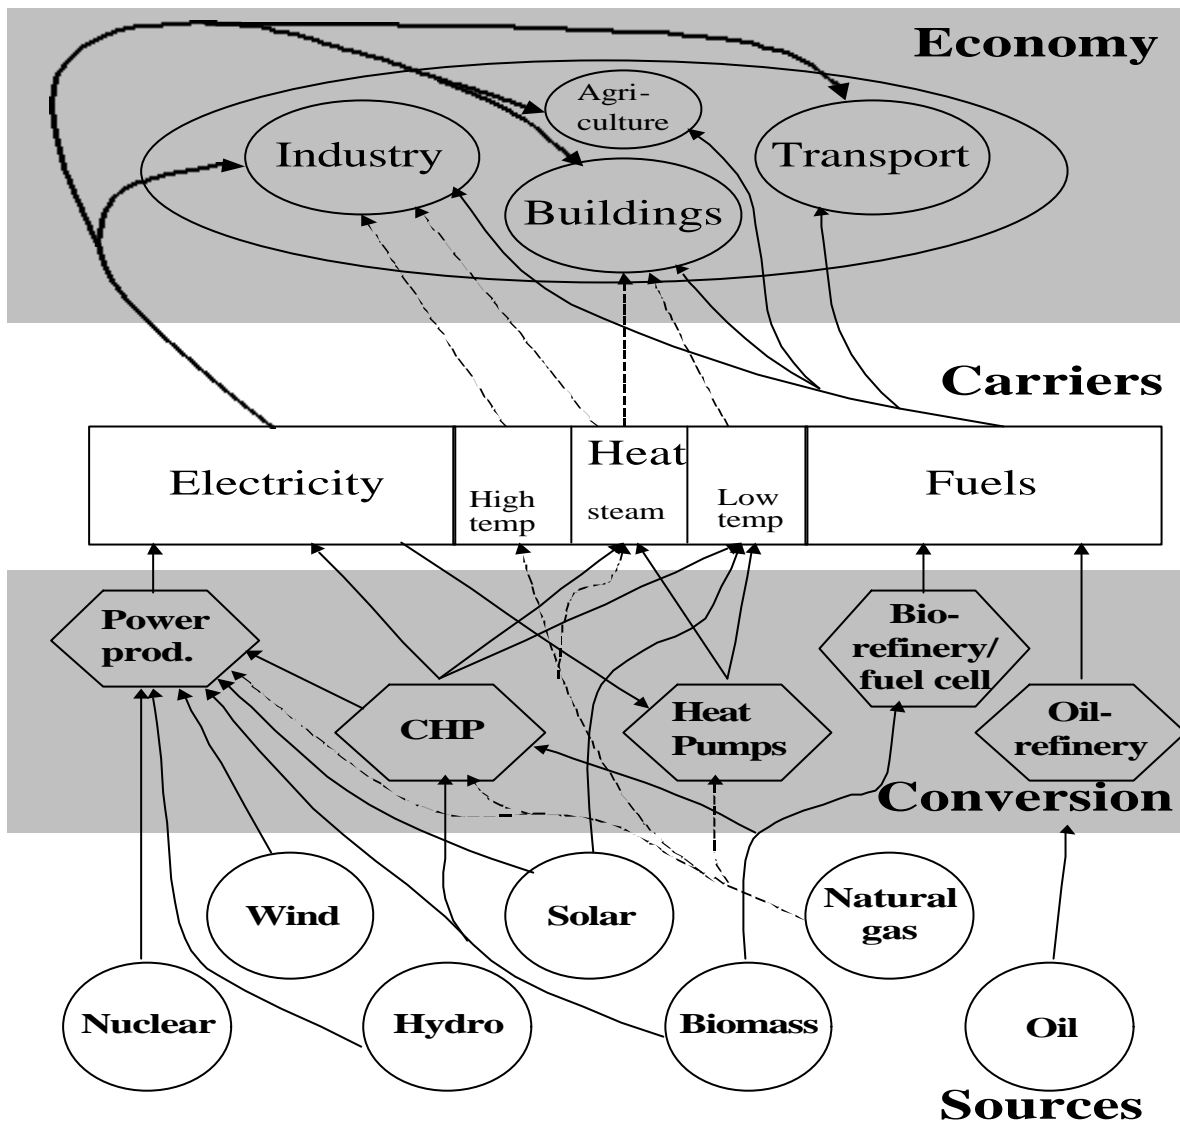 Economy
Agri-
culture
Industry
Transport
Buildings
Carriers
Heat
Electricity
High
temp
steam
Low
temp
Fuels
Power
prod.
Bio-
refinery/
fuel cell
CHP
Heat
Pumps
Oil-
refinery
Conversion
Wind
Solar
Natural
gas
Nuclear
Hydro
Biomass
Oil
Sources